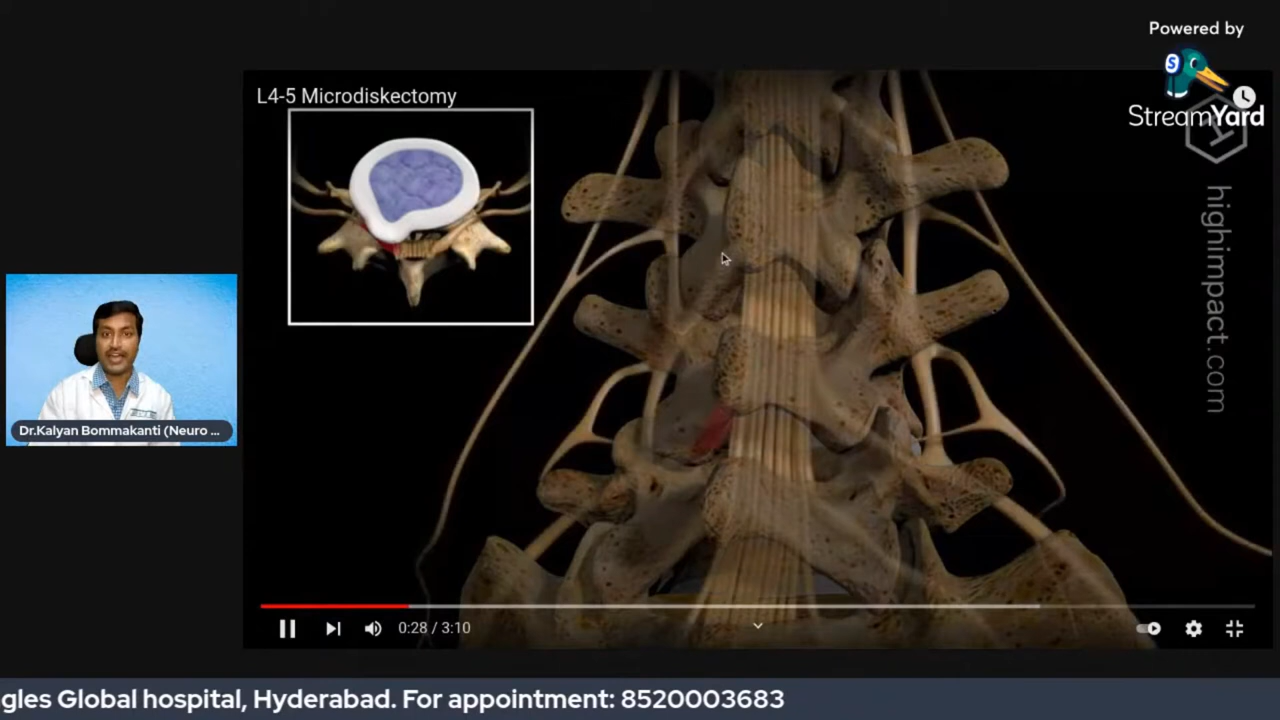 Powered by
StreamYard
L4-5 Microdiskectomy
highimpact.com
Dr.Kalyan Bommakanti (Neuro ...
0:28 / 3:10
gles Global hospital, Hyderabad. For appointment: 8520003683